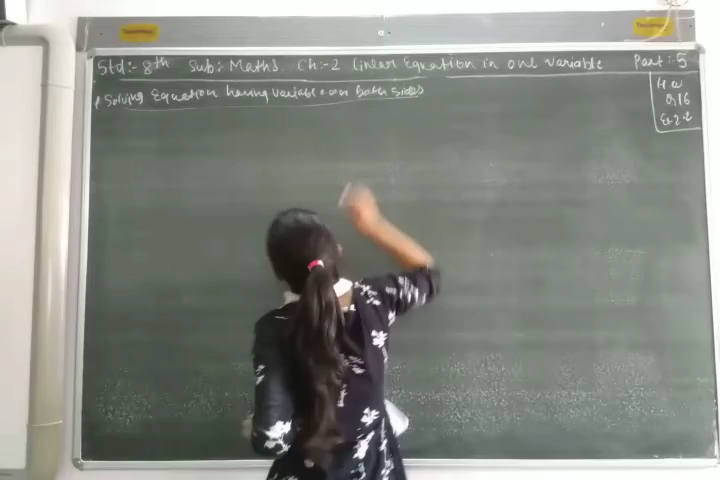 Std:- 8th Sub:- Maths. Ch:-2 Linear Equation in one variable Part:-5
Solving Equation having variable on both sides
H.W
Q,16
Ex-2.2